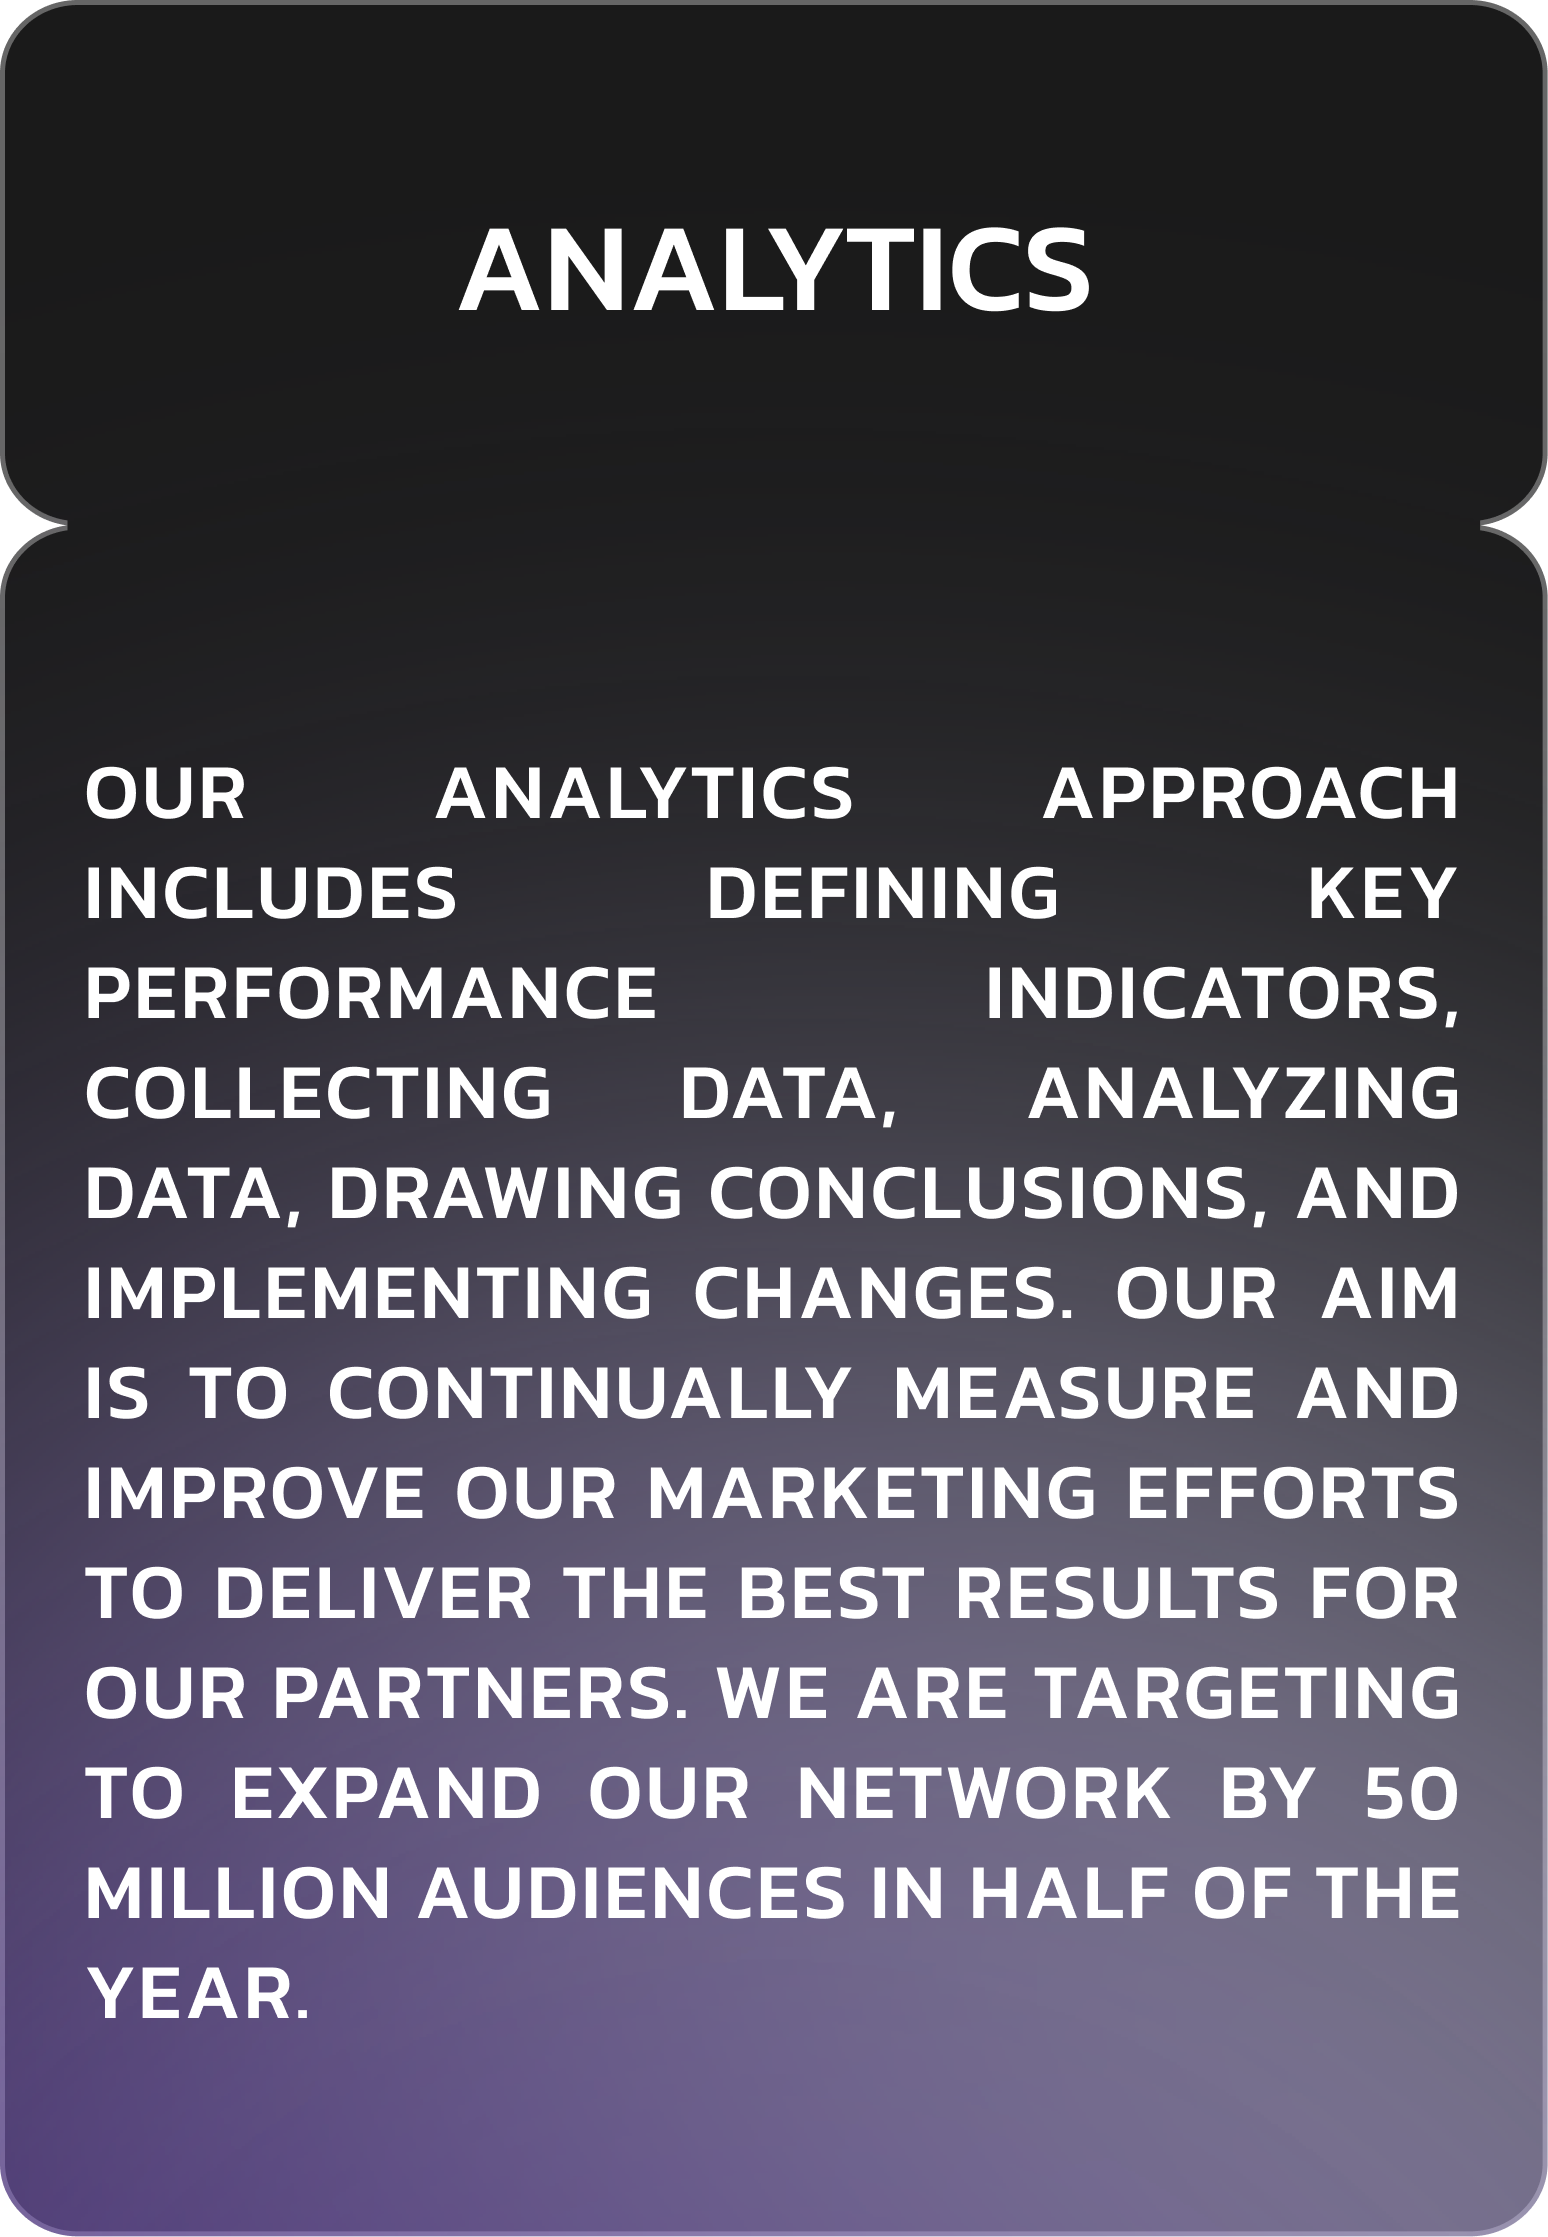 ANALYTICS
OUR ANALYTICS APPROACH
INCLUDES DEFINING KEY
PERFORMANCE INDICATORS,
COLLECTING DATA, ANALYZING
DATA, DRAWING CONCLUSIONS, AND
IMPLEMENTING CHANGES. OUR AIM
IS TO CONTINUALLY MEASURE AND
IMPROVE OUR MARKETING EFFORTS
TO DELIVER THE BEST RESULTS FOR
OUR PARTNERS. WE ARE TARGETING
TO EXPAND OUR NETWORK BY 50
MILLION AUDIENCES IN HALF OF THE
YEAR.